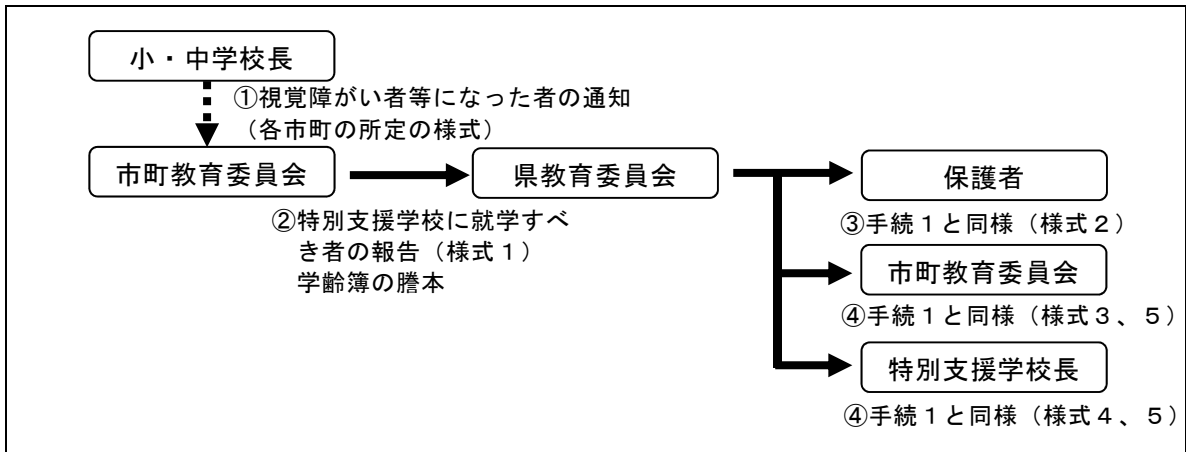 小・中学校長
①視覚障がい者等になった者の通知
（各市町の所定の様式）
市町教育委員会
県教育委員会
②特別支援学校に就学すべ
き者の報告（様式１）
学齢簿の謄本
保護者
③手続１と同様（様式２）
市町教育委員会
④手続１と同様（様式３、５）
特別支援学校長
④手続１と同様（様式４、５）